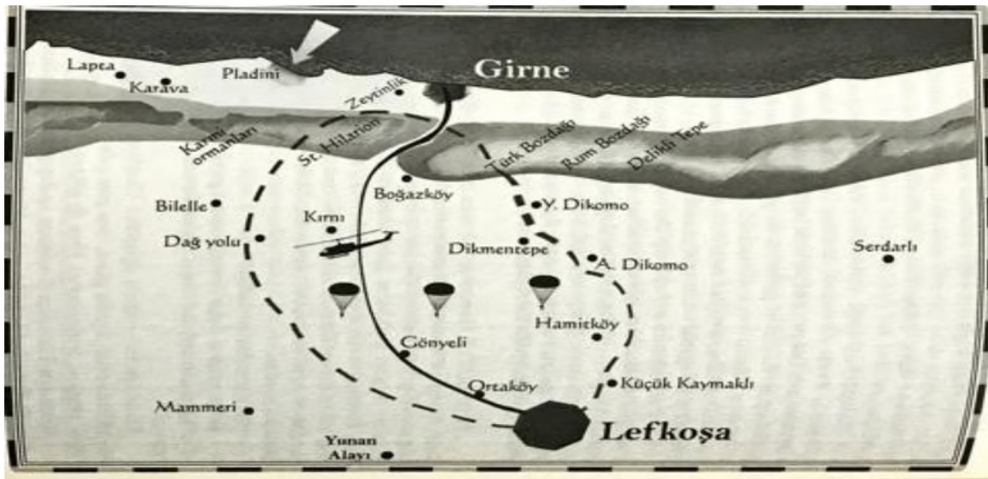 Lapta
Karava
Pladini
Girne
Zeytinlik
Karmi
ormanları
St. Hilarion
Türk Bozdağı
Rum Bozdağı
Delikli Tepe
Boğazköy
Bilelle
Kırnı
Y. Dikomo
Dağ yolu
Dikmentepe
Serdarlı
A. Dikomo
Hamitköy
Gönyeli
Ortaköy
Küçük Kaymaklı
Mammeri
Lefkoşa
Yunan
Alayı